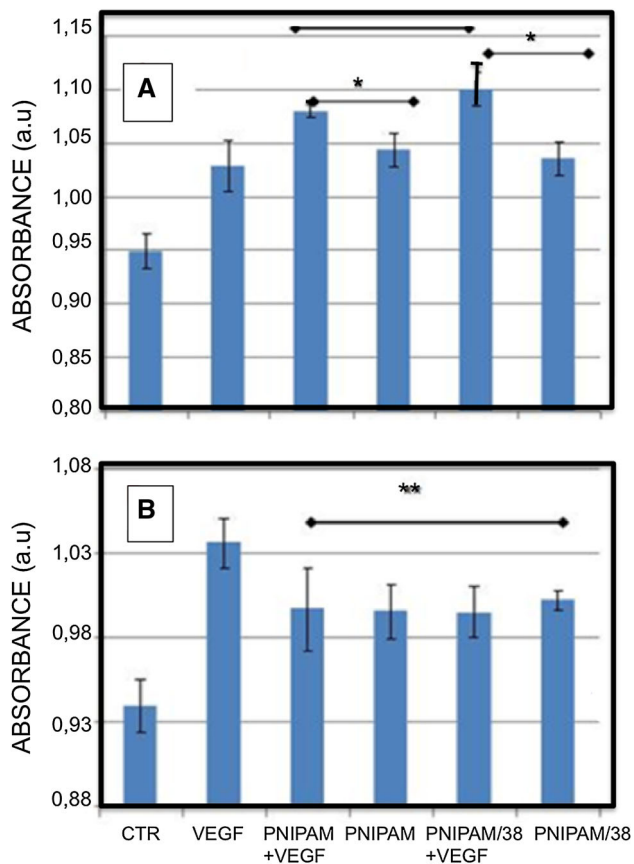 1,15
*
A
1,10
*
1,05
1,00
0,95
0,90
0,85
0,80
ABSORBANCE (a.u)
1,08
B
**
1,03
0,98
0,93
0,88
ABSORBANCE (a.u)
CTR VEGF PNIPAM PNIPAM PNIPAM/38 PNIPAM/38
+VEGF +VEGF